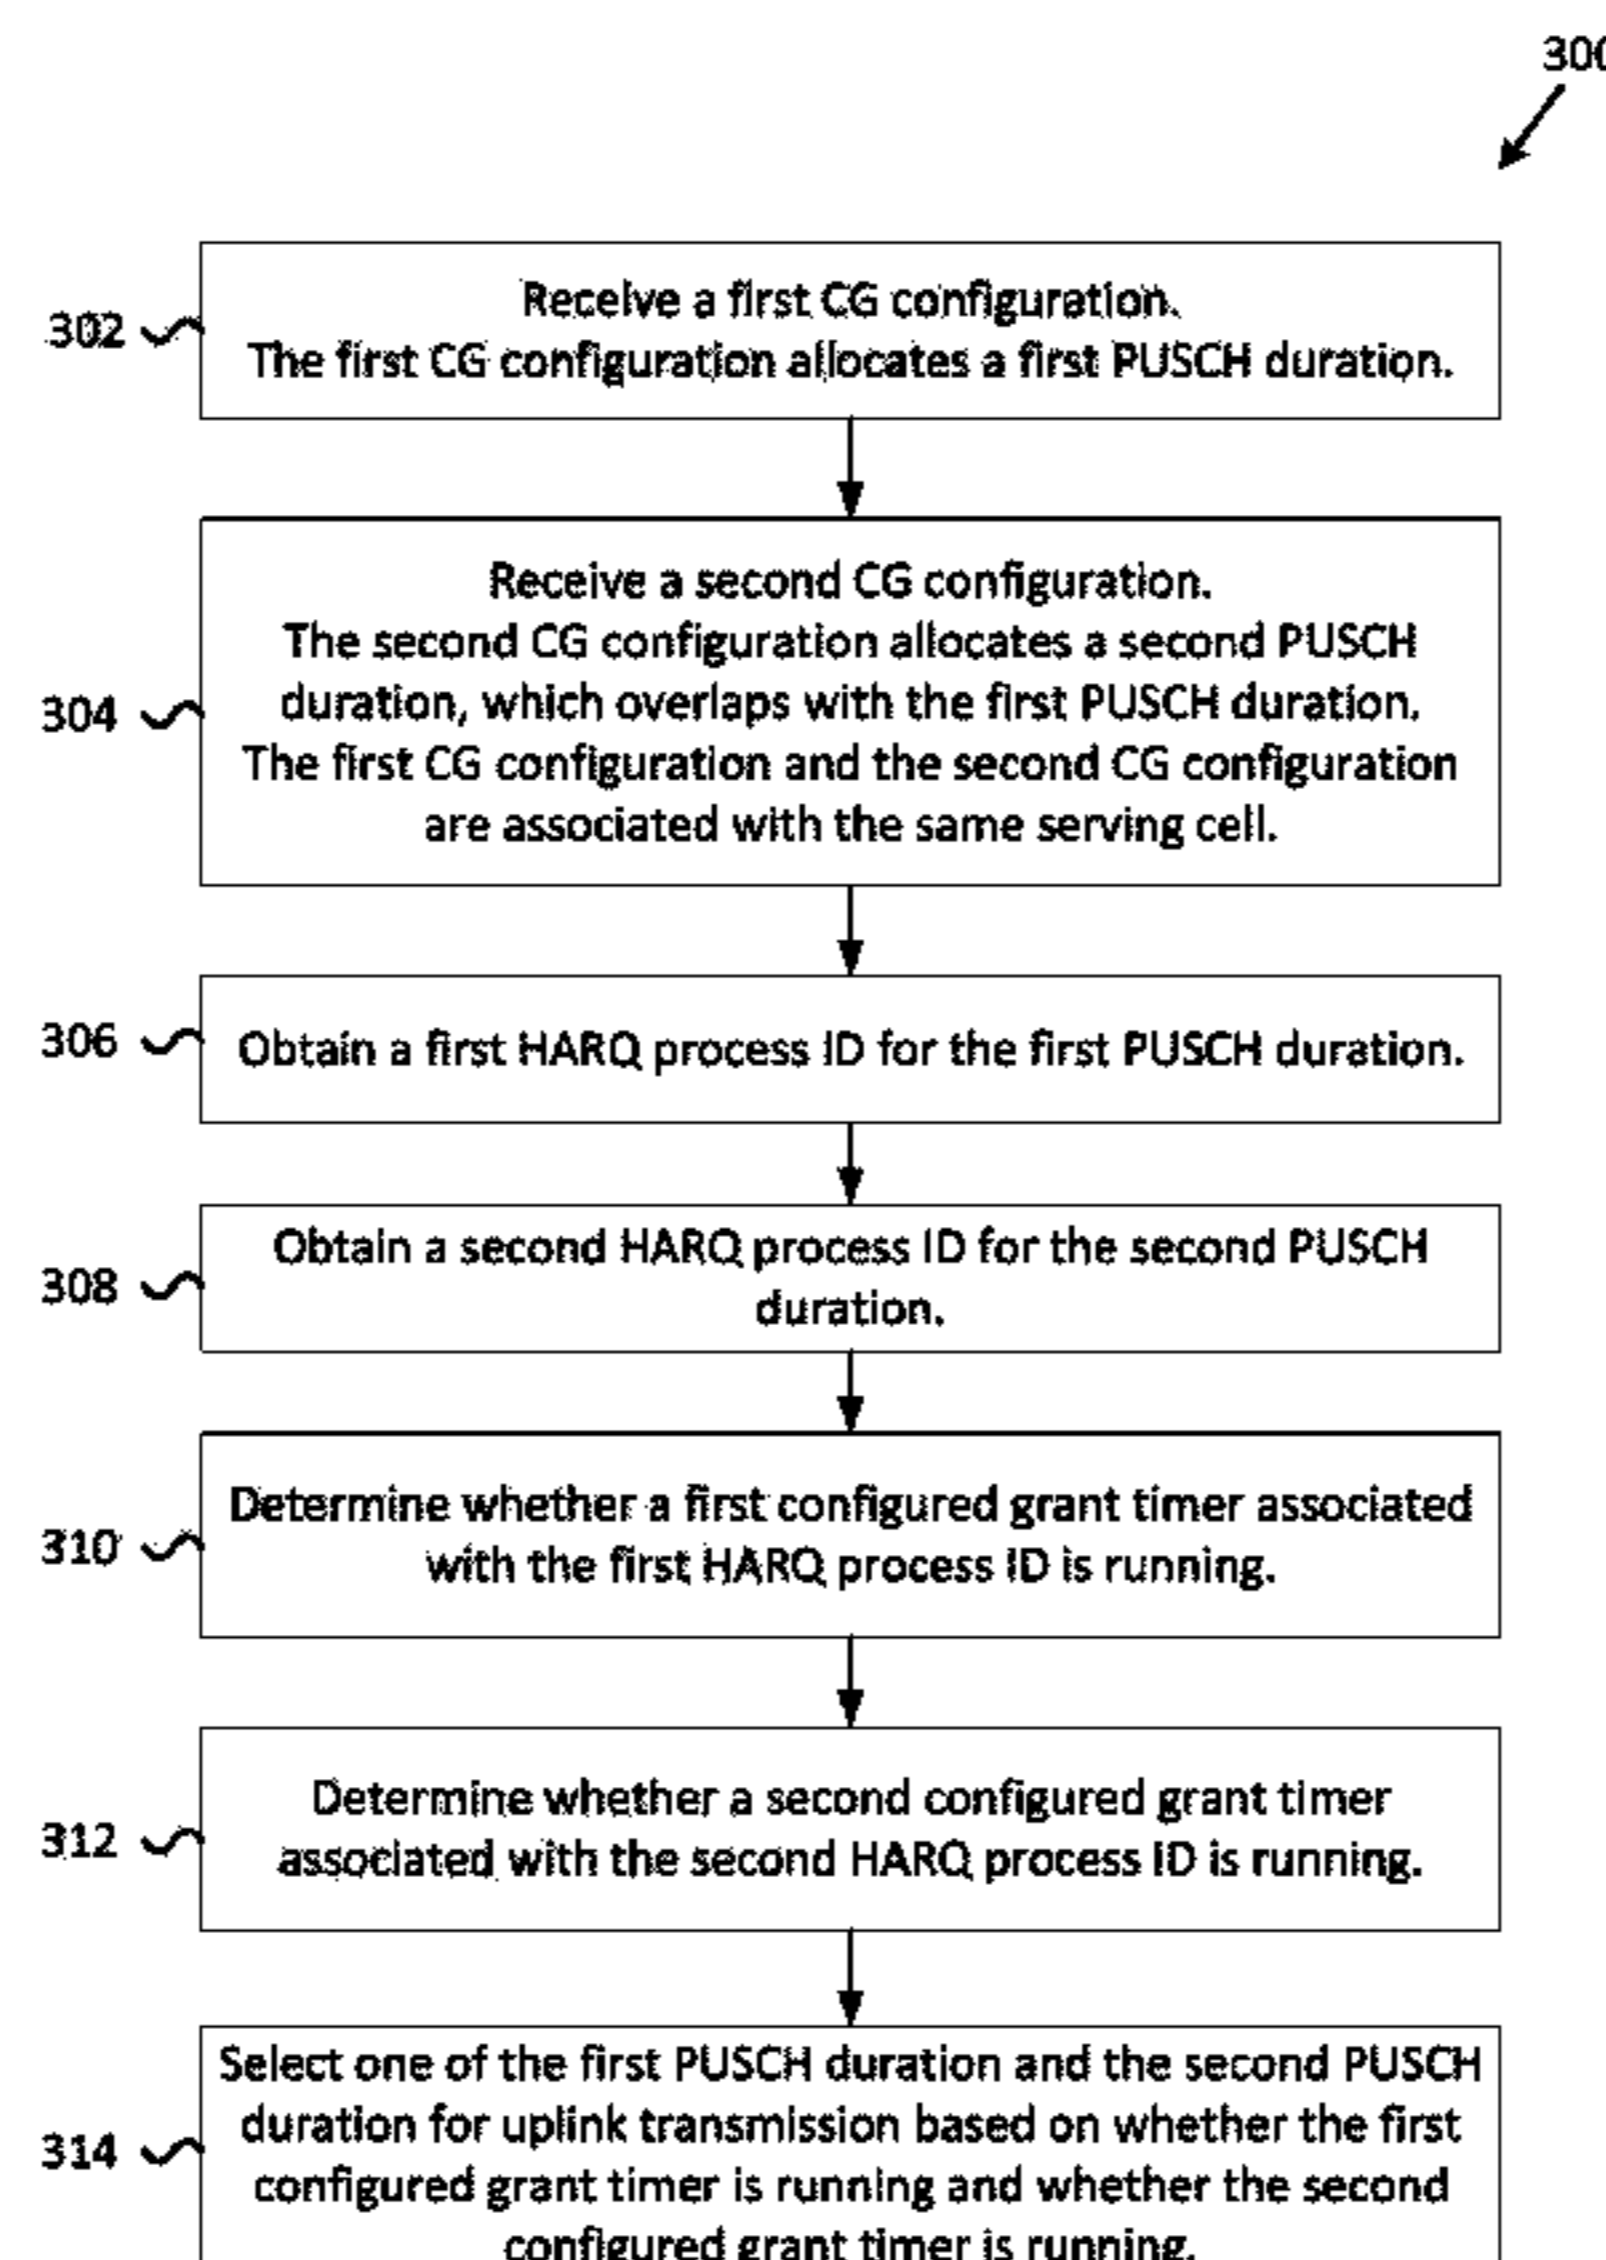 300
302
Receive a first CG configuration.
The first CG configuration allocates a first PUSCH duration.
304
Receive a second CG configuration.
The second CG configuration allocates a second PUSCH
duration, which overlaps with the first PUSCH duration.
The first CG configuration and the second CG configuration
are associated with the same serving cell.
306
Obtain a first HARQ process ID for the first PUSCH duration.
308
Obtain a second HARQ process ID for the second PUSCH
duration.
310
Determine whether a first configured grant timer associated
with the first HARQ process ID is running.
312
Determine whether a second configured grant timer
associated with the second HARQ process ID is running.
314
Select one of the first PUSCH duration and the second PUSCH
duration for uplink transmission based on whether the first
configured grant timer is running and whether the second
configured grant timer is running.